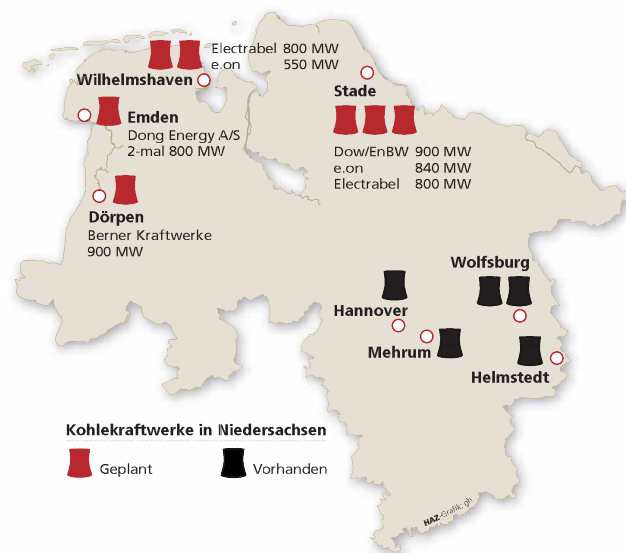 Electrabel 800 MW
e.on 550 MW
Wilhelmshaven
Stade
Emden
Dong Energy A/S
2-mal 800 MW
Dow/EnBW 900 MW
e.on 840 MW
Electrabel 800 MW
Dörpen
Berner Kraftwerke
900 MW
Wolfsburg
Hannover
Mehrum
Helmstedt
Kohlekraftwerke in Niedersachsen
Geplant Vorhanden
HAZ-Grafik: gh